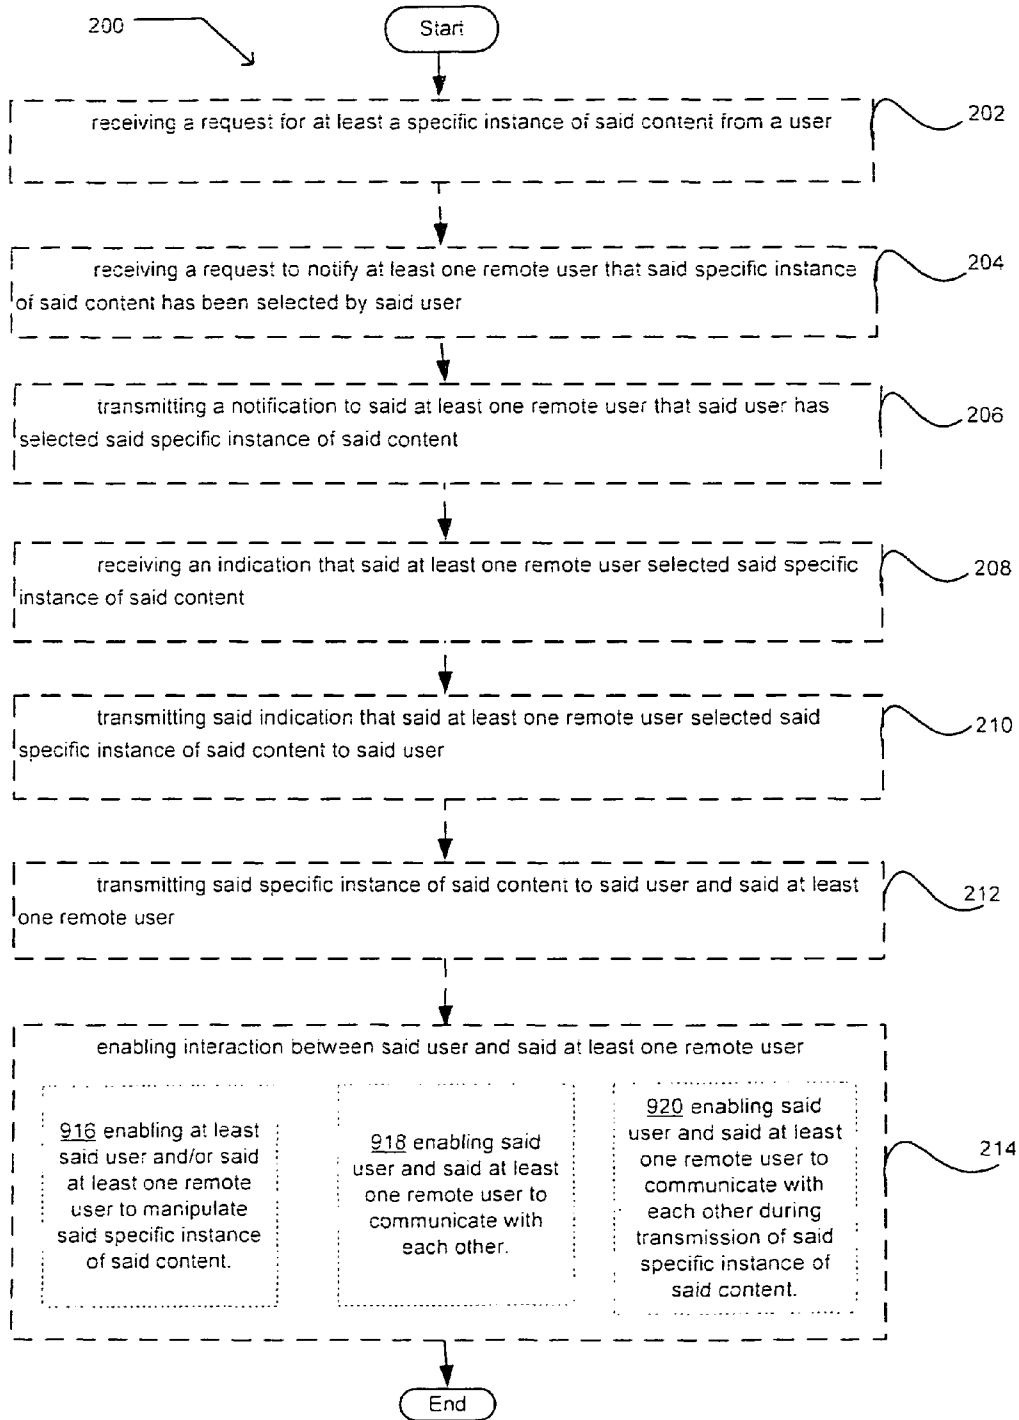 200
Start
receiving a request for at least a specific instance of said content from a user
202
receiving a request to notify at least one remote user that said specific instance
of said content has been selected by said user
204
transmitting a notification to said at least one remote user that said user has
selected said specific instance of said content
206
receiving an indication that said at least one remote user selected said specific
instance of said content
208
transmitting said indication that said at least one remote user selected said
specific instance of said content to said user
210
transmitting said specific instance of said content to said user and said at least
one remote user
212
enabling interaction between said user and said at least one remote user
916 enabling at least
said user and/or said
at least one remote
user to manipulate
said specific instance
of said content.
918 enabling said
user and said at least
one remote user to
communicate with
each other.
920 enabling said
user and said at least
one remote user to
communicate with
each other during
transmission of said
specific instance of
said content.
214
End